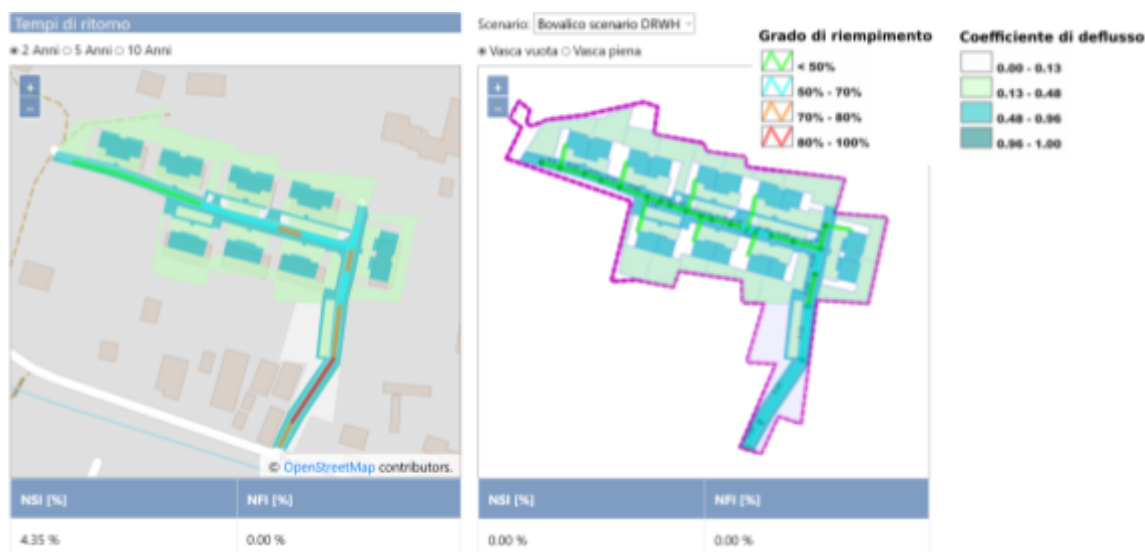 Tempi di ritorno
2 Anni 5 Anni 10 Anni
+
−
© OpenStreetMap contributors.
NSI [%] NFI [%]
4.35 % 0.00 %
Scenario: Bovalico scenario DRWH
Vasca vuota Vasca piena
+
−
NSI [%] NFI [%]
0.00 % 0.00 %
Grado di riempimento
< 50%
50% - 70%
70% - 80%
80% - 100%
Coefficiente di deflusso
0.00 - 0.13
0.13 - 0.48
0.48 - 0.96
0.96 - 1.00